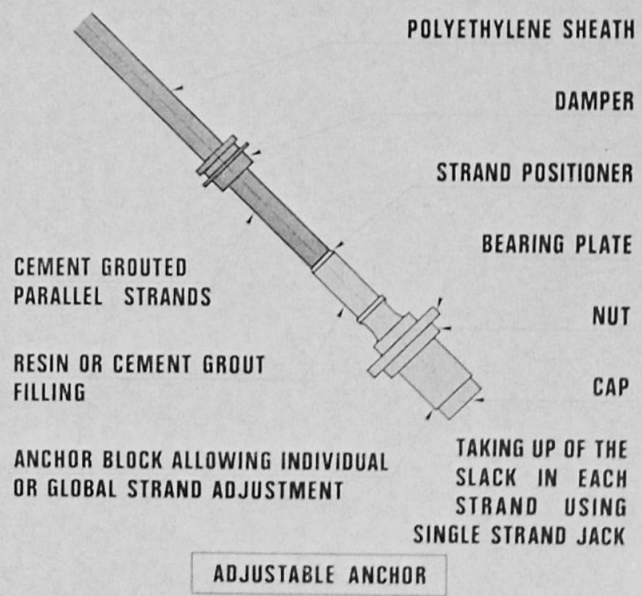 POLYETHYLENE SHEATH
DAMPER
STRAND POSITIONER
BEARING PLATE
NUT
CAP
CEMENT GROUTED
PARALLEL STRANDS
RESIN OR CEMENT GROUT
FILLING
ANCHOR BLOCK ALLOWING INDIVIDUAL
OR GLOBAL STRAND ADJUSTMENT
TAKING UP OF THE
SLACK IN EACH
STRAND USING
SINGLE STRAND JACK
ADJUSTABLE ANCHOR